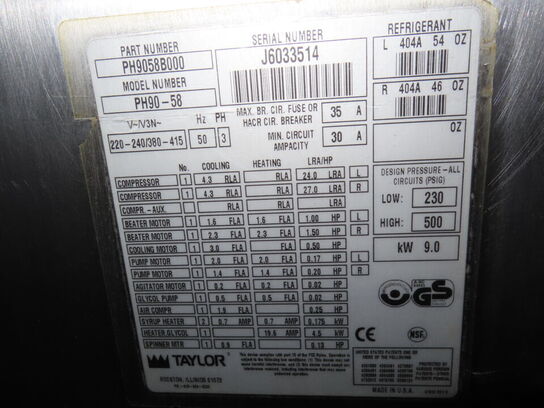 PART NUMBER
PH9058B000
MODEL NUMBER
PH90-58
SERIAL NUMBER
J6033514
REFRIGERANT
L 404A 54 OZ
R 404A 46 OZ
OZ
V~/V3N~ Hz PH
220-240/380-415 50 3
MAX. BR. CIR. FUSE OR
HACR CIR. BREAKER 35 A
MIN. CIRCUIT
AMPACITY 30 A
No. COOLING HEATING LRA/HP
COMPRESSOR 1 4.3 RLA RLA 24.0 LRA L
COMPRESSOR 1 4.3 RLA RLA 27.0 LRA R
COMPR.-AUX. RLA RLA LRA
BEATER MOTOR 1 1.6 FLA 1.6 FLA 1.00 HP L
BEATER MOTOR 1 2.3 FLA 2.3 FLA 1.50 HP R
COOLING MOTOR 1 3.0 FLA FLA 0.50 HP
PUMP MOTOR 1 2.0 FLA 2.0 FLA 0.17 HP L
PUMP MOTOR 1 1.4 FLA 1.4 FLA 0.20 HP R
AGITATOR MOTOR 1 0.2 FLA FLA 0.02 HP
GLYCOL PUMP 1 0.5 FLA 0.5 FLA 0.02 HP
AIR COMPR 1 1.9 FLA FLA 0.25 HP
SYRUP HEATER 2 0.7 AMP 0.7 AMP 0.175 kW
HEATER,GLYCOL 1 19.6 AMP 4.5 kW
SPINNER MTR 1 0.9 FLA FLA 0.13 HP
DESIGN PRESSURE-ALL
CIRCUITS (PSIG)
LOW: 230
HIGH: 500
kW 9.0
GS
CE
NSF.
TAYLOR
ROCKTON, ILLINOIS 61072
MADE IN U.S.A.